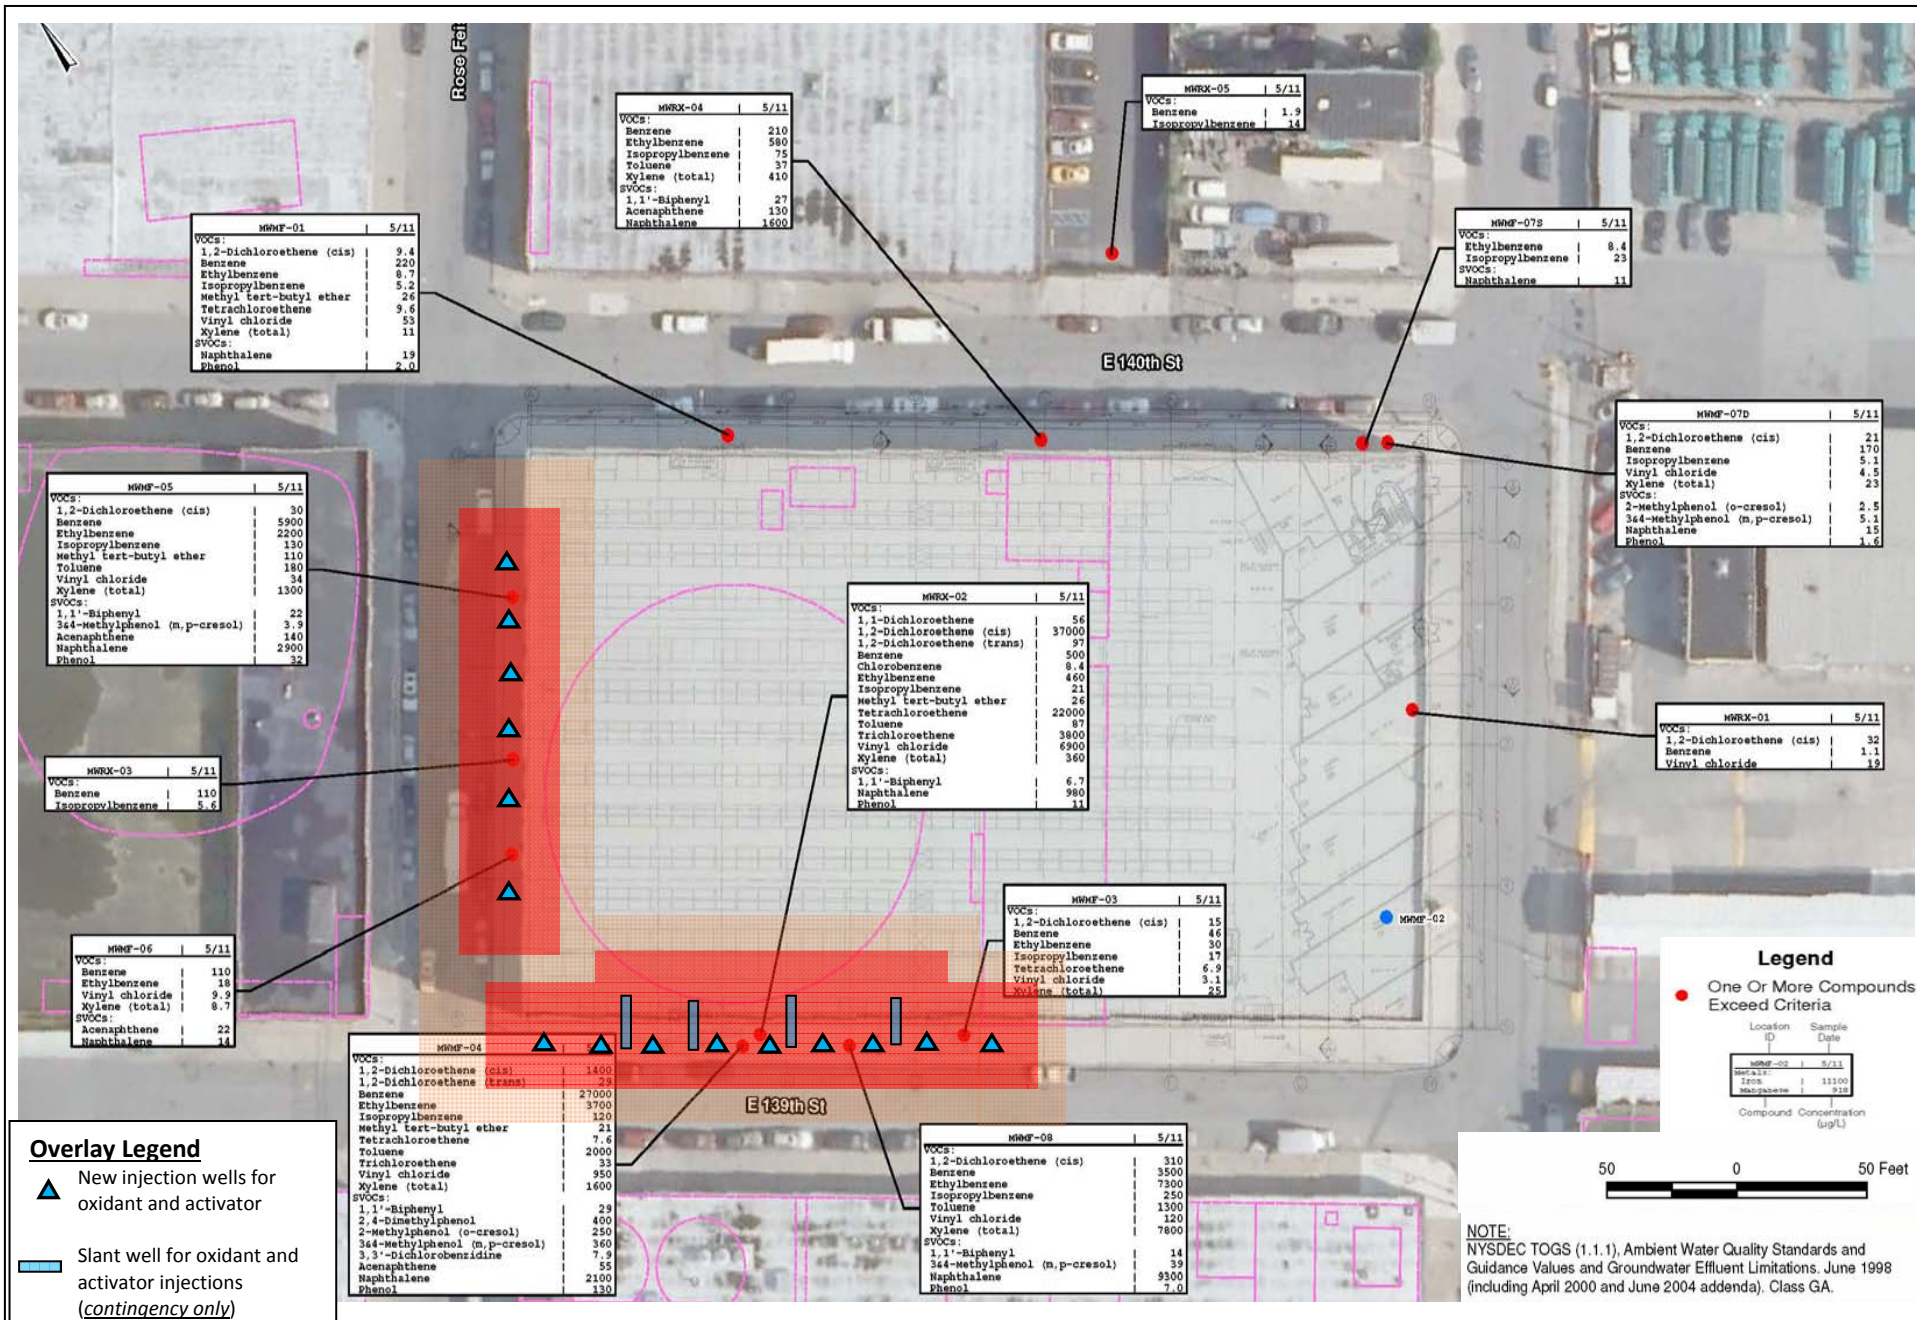 Rose Fei
MWRX-04 | 5/11
VOCs:
Benzene | 210
Ethylbenzene | 580
Isopropylbenzene | 75
Toluene | 37
Xylene (total) | 410
SVOCs:
1,1'-Biphenyl | 27
Acenaphthene | 130
Naphthalene | 1600
MWRX-05 | 5/11
VOCs:
Benzene | 1.9
Isopropylbenzene | 14
MWMF-01 | 5/11
VOCs:
1,2-Dichloroethene (cis) | 9.4
Benzene | 220
Ethylbenzene | 8.7
Isopropylbenzene | 5.2
Methyl tert-butyl ether | 26
Tetrachloroethene | 9.6
Vinyl chloride | 53
Xylene (total) | 11
SVOCs:
Naphthalene | 19
Phenol | 2.0
MWMF-07S | 5/11
VOCs:
Ethylbenzene | 8.4
Isopropylbenzene | 23
SVOCs:
Naphthalene | 11
E 140th St
MWMF-07D | 5/11
VOCs:
1,2-Dichloroethene (cis) | 21
Benzene | 170
Isopropylbenzene | 5.1
Vinyl chloride | 4.5
Xylene (total) | 23
SVOCs:
2-Methylphenol (o-cresol) | 2.5
3&4-Methylphenol (m,p-cresol) | 5.1
Naphthalene | 15
Phenol | 1.6
MWMF-05 | 5/11
VOCs:
1,2-Dichloroethene (cis) | 30
Benzene | 5900
Ethylbenzene | 2200
Isopropylbenzene | 130
Methyl tert-butyl ether | 110
Toluene | 180
Vinyl chloride | 34
Xylene (total) | 1300
SVOCs:
1,1'-Biphenyl | 22
3&4-Methylphenol (m,p-cresol) | 3.9
Acenaphthene | 140
Naphthalene | 2900
Phenol | 32
MWRX-02 | 5/11
VOCs:
1,1-Dichloroethene | 56
1,2-Dichloroethene (cis) | 37000
1,2-Dichloroethene (trans) | 97
Benzene | 500
Chlorobenzene | 8.4
Ethylbenzene | 460
Isopropylbenzene | 21
Methyl tert-butyl ether | 26
Tetrachloroethene | 22000
Toluene | 87
Trichloroethene | 3800
Vinyl chloride | 6900
Xylene (total) | 360
SVOCs:
1,1'-Biphenyl | 6.7
Naphthalene | 980
Phenol | 11
MWRX-01 | 5/11
VOCs:
1,2-Dichloroethene (cis) | 32
Benzene | 1.1
Vinyl chloride | 19
MWRX-03 | 5/11
VOCs:
Benzene | 110
Isopropylbenzene | 5.6
MWMF-03 | 5/11
VOCs:
1,2-Dichloroethene (cis) | 15
Benzene | 46
Ethylbenzene | 30
Isopropylbenzene | 17
Tetrachloroethene | 6.9
Vinyl chloride | 3.1
Xylene (total) | 25
MWMF-02
MWMF-06 | 5/11
VOCs:
Benzene | 110
Ethylbenzene | 18
Vinyl chloride | 9.9
Xylene (total) | 8.7
SVOCs:
Acenaphthene | 22
Naphthalene | 14
MWMF-04
VOCs:
1,2-Dichloroethene (cis) | 1400
1,2-Dichloroethene (trans) | 29
Benzene | 27000
Ethylbenzene | 3700
Isopropylbenzene | 120
Methyl tert-butyl ether | 21
Tetrachloroethene | 7.6
Toluene | 2000
Trichloroethene | 33
Vinyl chloride | 950
Xylene (total) | 1600
SVOCs:
1,1'-Biphenyl | 29
2,4-Dimethylphenol | 400
2-Methylphenol (o-cresol) | 250
3&4-Methylphenol (m,p-cresol) | 360
3,3'-Dichlorobenzidine | 7.9
Acenaphthene | 55
Naphthalene | 2100
Phenol | 130
E 139th St
MWMF-08 | 5/11
VOCs:
1,2-Dichloroethene (cis) | 310
Benzene | 3500
Ethylbenzene | 7300
Isopropylbenzene | 250
Toluene | 1300
Vinyl chloride | 120
Xylene (total) | 7800
SVOCs:
1,1'-Biphenyl | 14
3&4-Methylphenol (m,p-cresol) | 39
Naphthalene | 9300
Phenol | 7.0
Legend
One Or More Compounds
Exceed Criteria
Location Sample
ID Date
MWMF-02 | 5/11
Metals:
Iron | 11100
Manganese | 918
Compound Concentration
(µg/L)
50 0 50 Feet
NOTE:
NYSDEC TOGS (1.1.1), Ambient Water Quality Standards and
Guidance Values and Groundwater Effluent Limitations. June 1998
(including April 2000 and June 2004 addenda). Class GA.
Overlay Legend
New injection wells for
oxidant and activator
Slant well for oxidant and
activator injections
(contingency only)